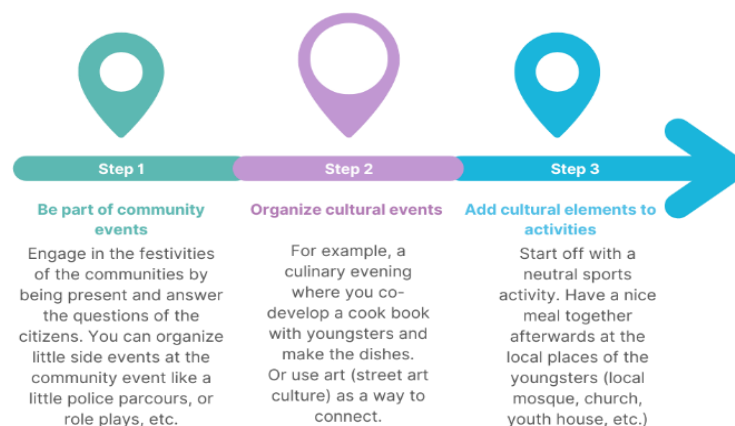 Step 1
Be part of community
events
Engage in the festivities
of the communities by
being present and answer
the questions of the
citizens. You can organize
little side events at the
community event like a
little police parcours, or
role plays, etc.
Step 2
Organize cultural events
For example, a
culinary evening
where you co-
develop a cook book
with youngsters and
make the dishes.
Or use art (street art
culture) as a way to
connect.
Step 3
Add cultural elements to
activities
Start off with a
neutral sports
activity. Have a nice
meal together
afterwards at the
local places of the
youngsters (local
mosque, church,
youth house, etc.)